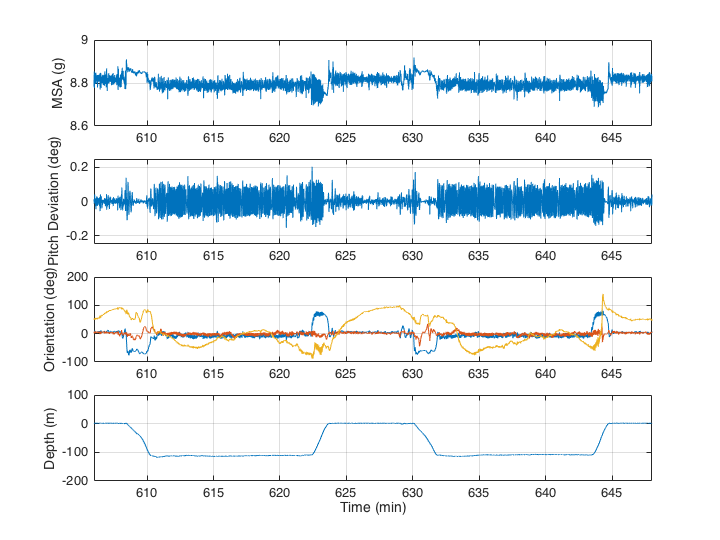 MSA (g)
9
8.8
8.6
610 615 620 625 630 635 640 645
Pitch Deviation (deg)
0.2
0
-0.2
610 615 620 625 630 635 640 645
Orientation (deg)
200
100
0
-100
610 615 620 625 630 635 640 645
Depth (m)
100
0
-100
-200
610 615 620 625 630 635 640 645
Time (min)